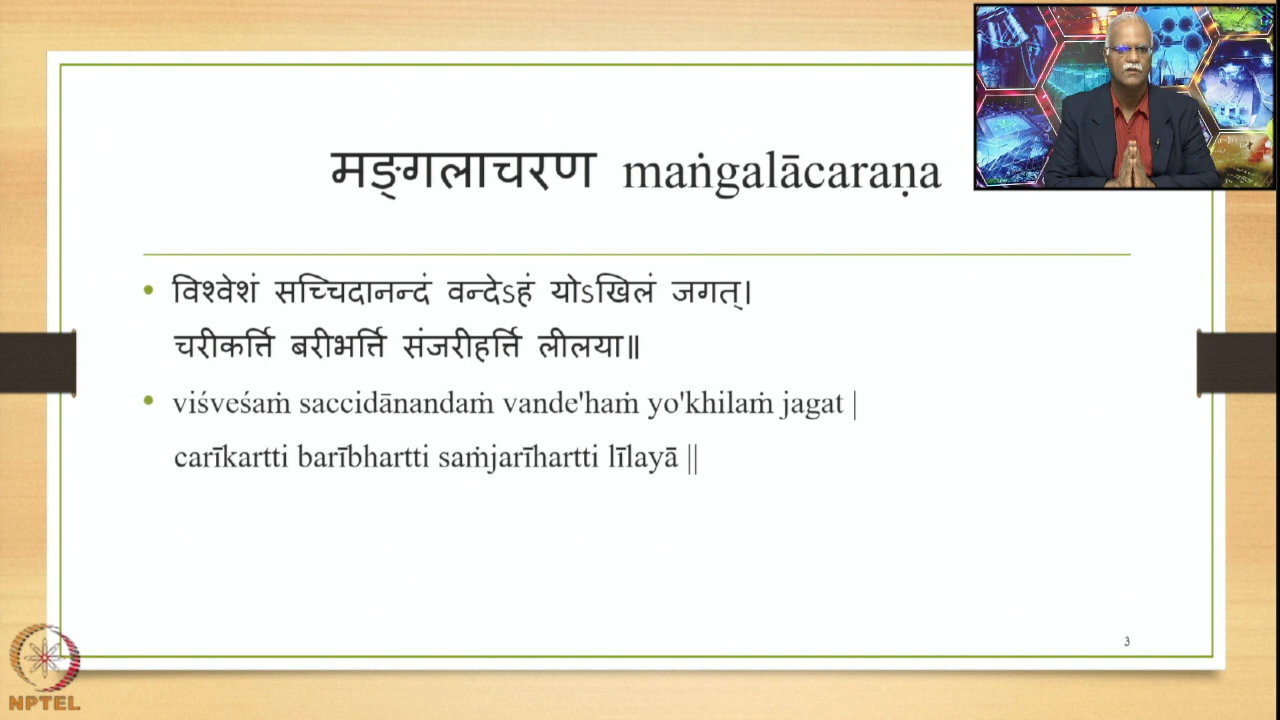 मङ्गलाचरण maṅgalācaraṇa
• विश्वेशं सच्चिदानन्दं वन्देऽहं योऽखिलं जगत्।
चरीकर्त्ति बरीभर्त्ति संजरीहर्त्ति लीलया॥
• viśveśaṁ saccidānandaṁ vande'haṁ yo'khilaṁ jagat |
carīkartti barībhartti saṁjarīhartti līlayā ||
3
NPTEL